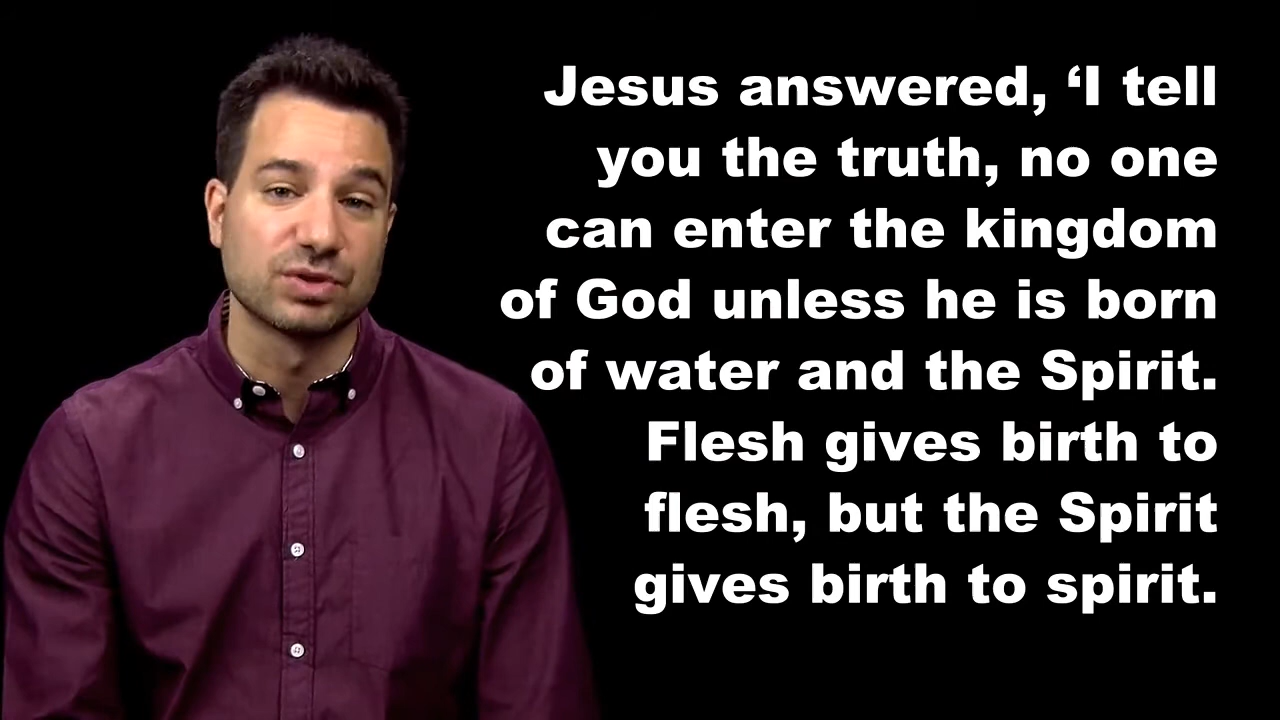 Jesus answered, ‘I tell
you the truth, no one
can enter the kingdom
of God unless he is born
of water and the Spirit.
Flesh gives birth to
flesh, but the Spirit
gives birth to spirit.